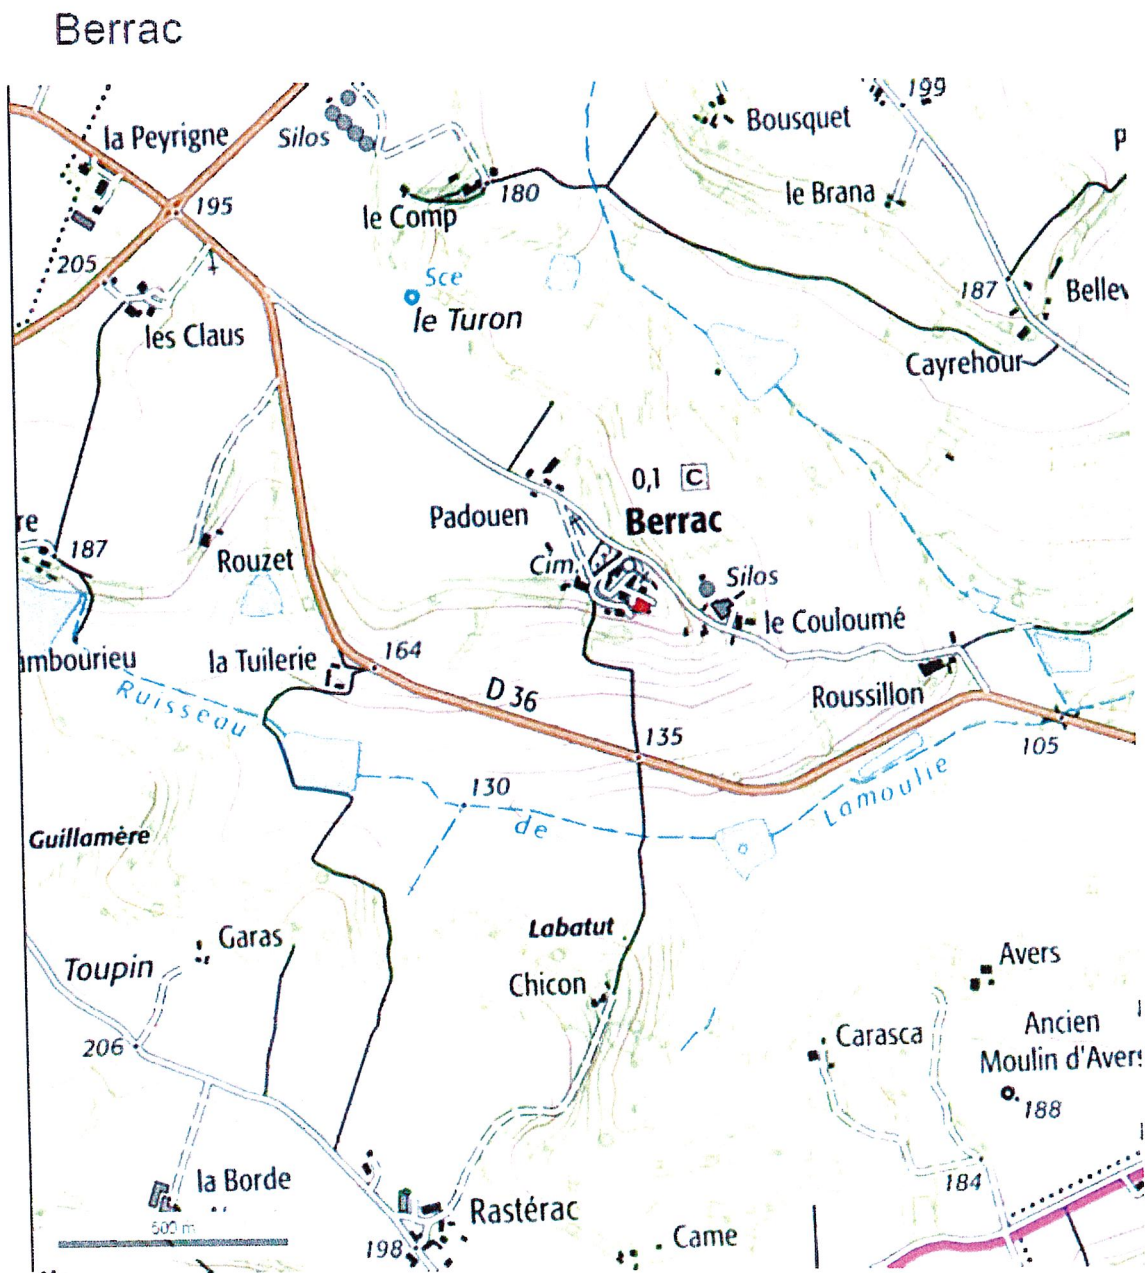 Berrac
199
la Peyrigne
Silos
Bousquet
P
195
180
le Brana
le Comp
205
Sce
187
Bellev
le Turon
les Claus
Cayrehour
0,1 C
re
Padouen
Berrac
187
Rouzet
Cim.
Silos
le Couloumé
ambourieu
la Tuilerie
164
Roussillon
Ruisseau
D 36
135
105
130
de
Lamoulie
Guillamère
Labatut
Garas
Avers
Toupin
Chicon
Ancien
Carasca
Moulin d'Avers
206
188
la Borde
184
500 m
Rastérac
198
Came